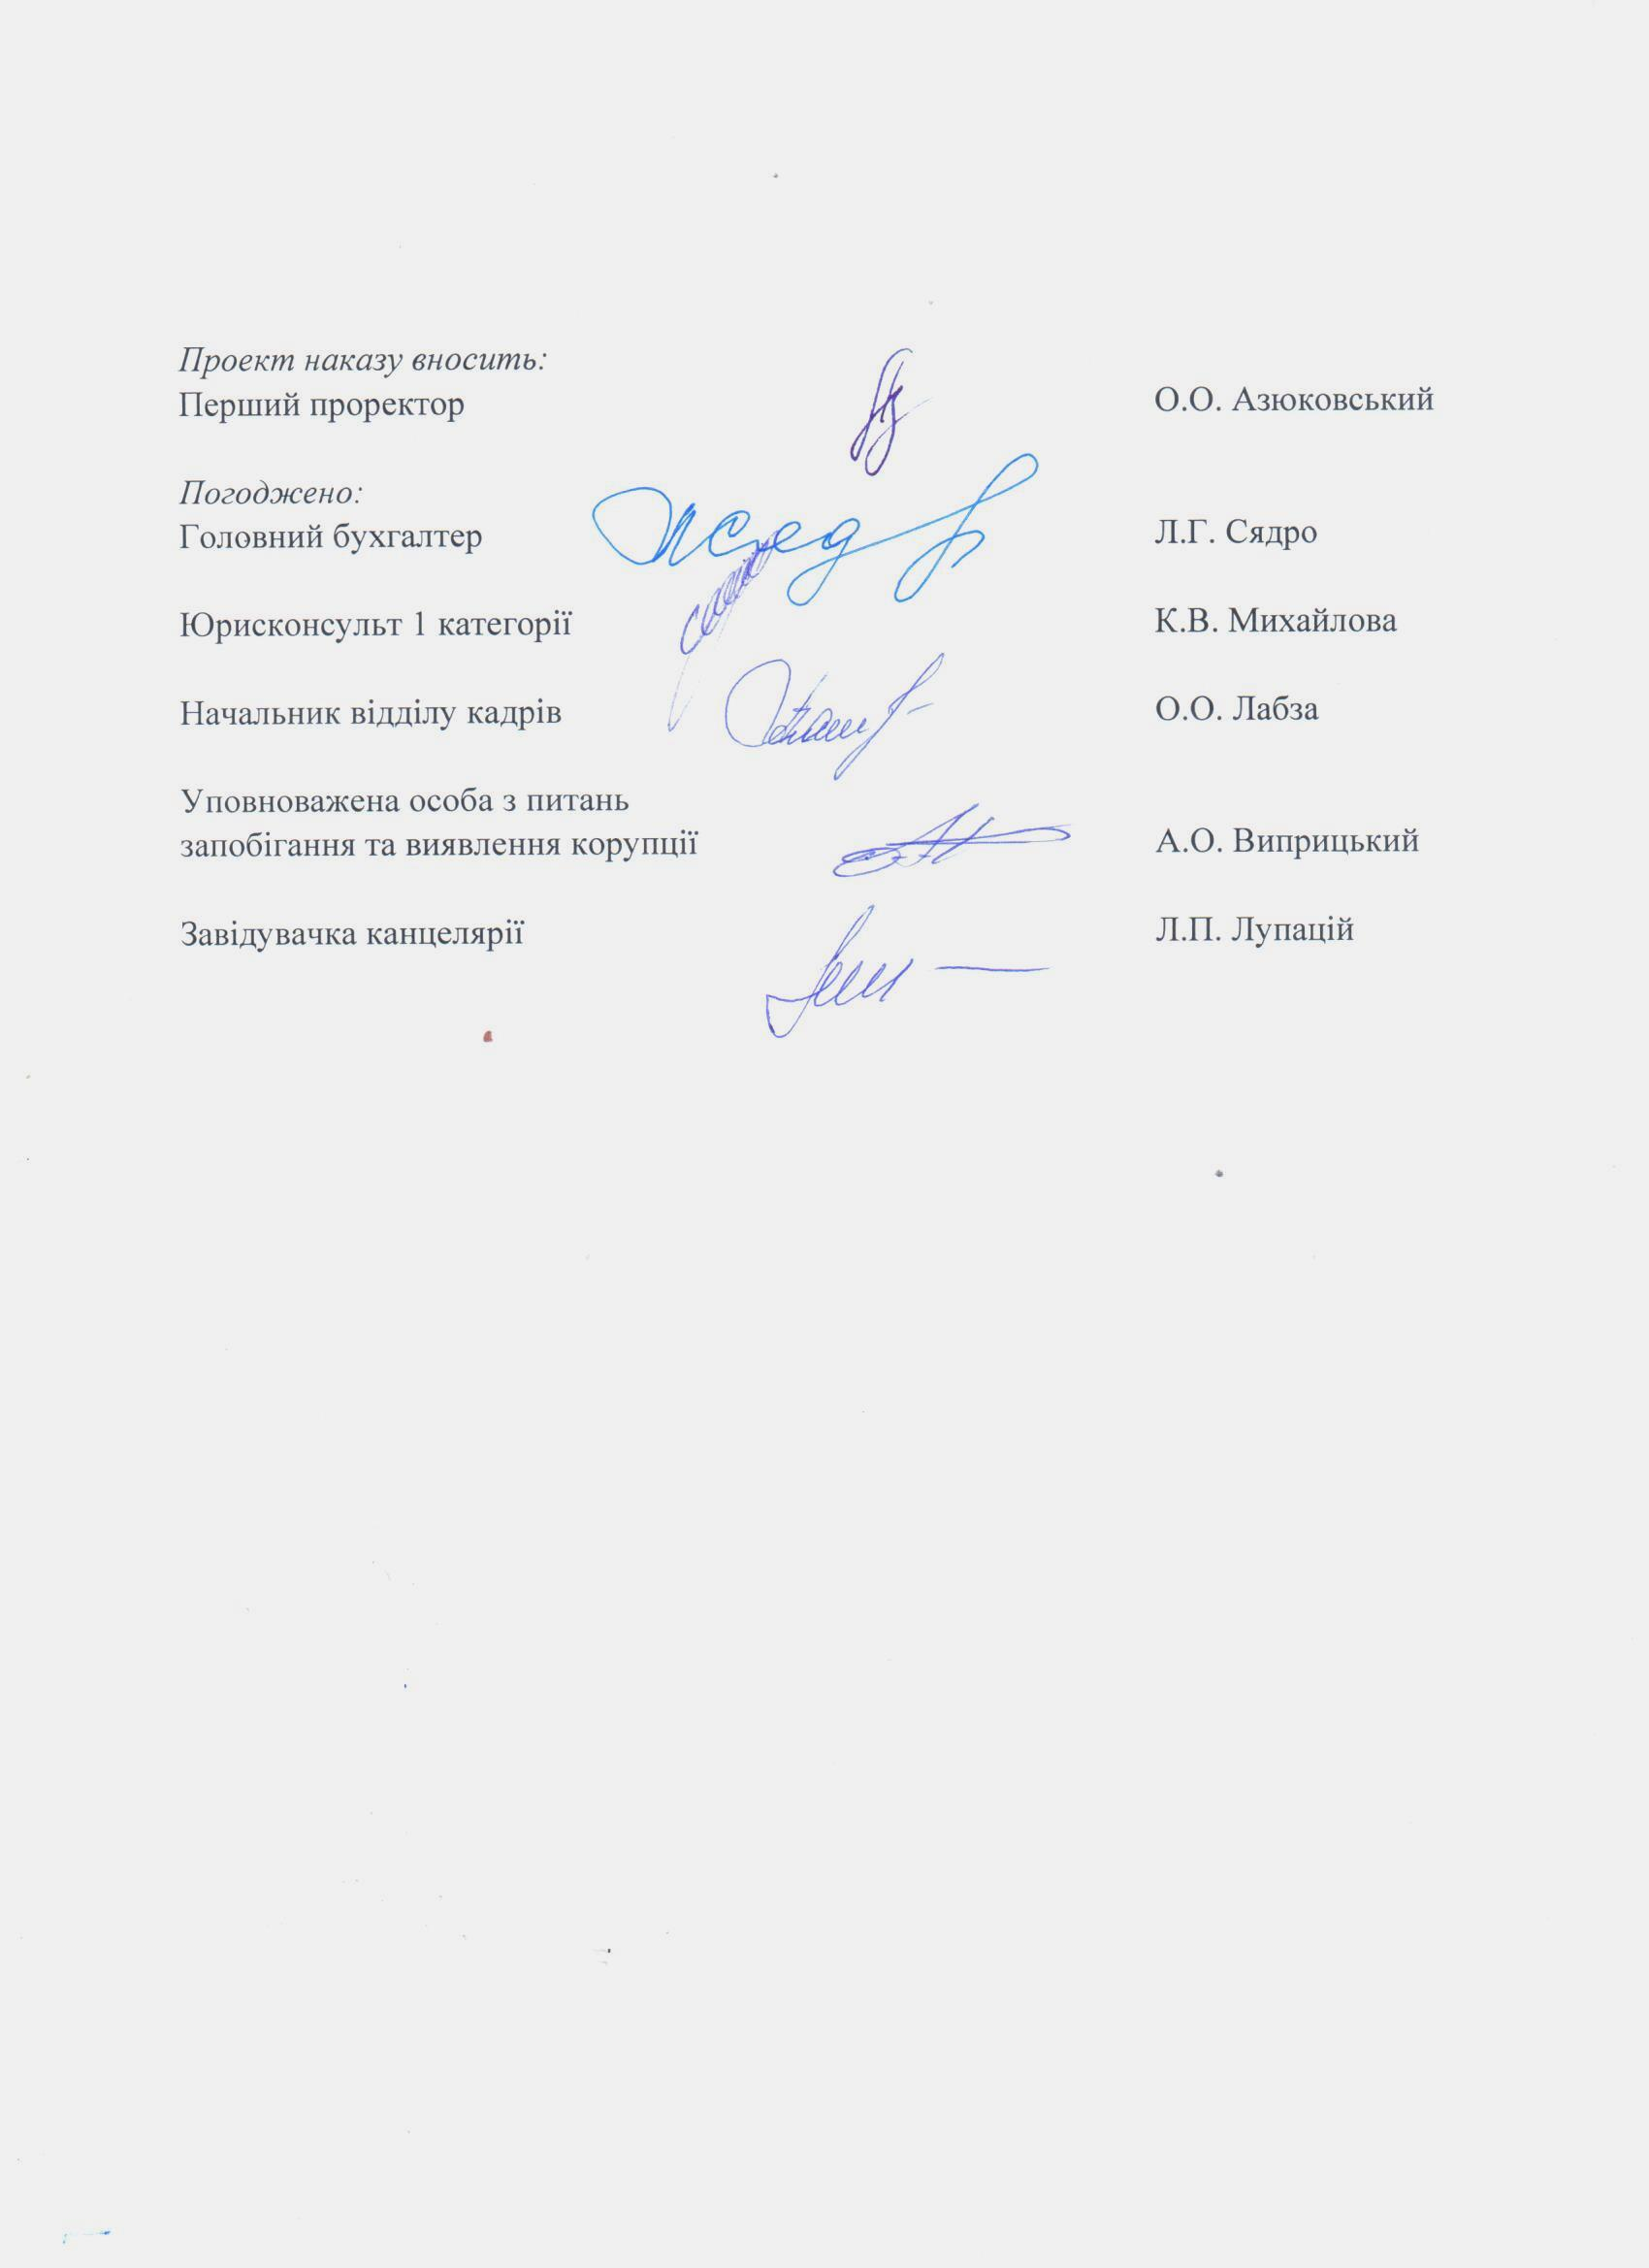 Проект наказу вносить:
Перший проректор О.О. Азюковський
Погоджено:
Головний бухгалтер Л.Г. Сядро
Юрисконсульт 1 категорії К.В. Михайлова
Начальник відділу кадрів О.О. Лабза
Уповноважена особа з питань
запобігання та виявлення корупції А.О. Виприцький
Завідувачка канцелярії Л.П. Лупацій